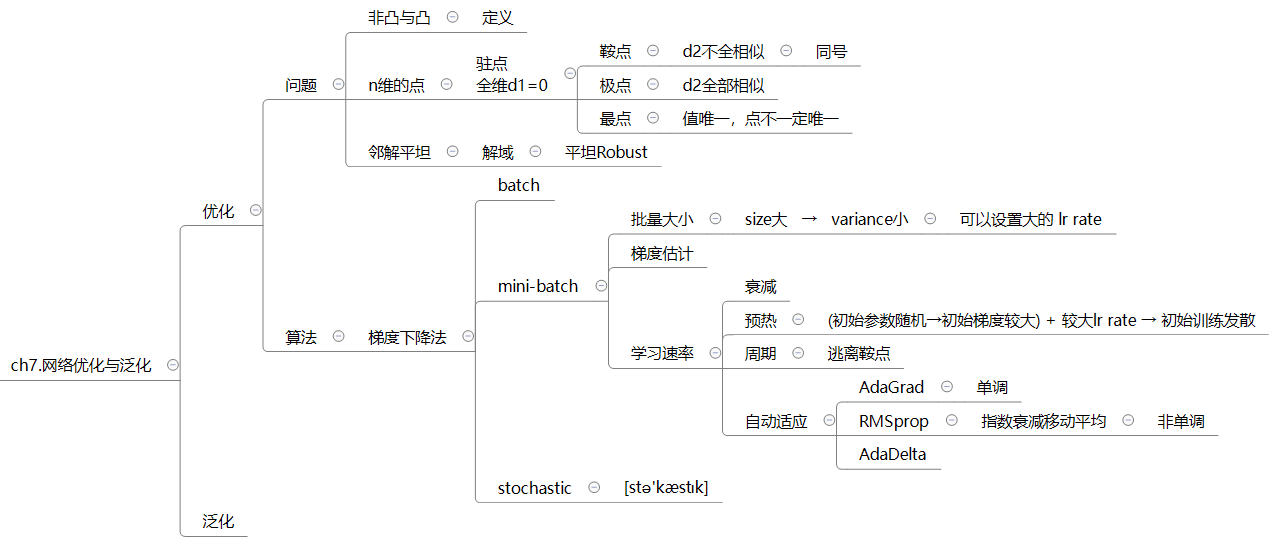 非凸与凸
定义
鞍点
d2不全相似
同号
驻点
全维d1=0
问题
n维的点
极点
d2全部相似
最点
值唯一，点不一定唯一
邻解平坦
解域
平坦Robust
batch
优化
批量大小
size大 → variance小
可以设置大的 lr rate
梯度估计
mini-batch
衰减
预热
(初始参数随机→初始梯度较大) + 较大lr rate → 初始训练发散
算法
梯度下降法
学习速率
周期
逃离鞍点
ch7.网络优化与泛化
AdaGrad
单调
自动适应
RMSprop
指数衰减移动平均
非单调
AdaDelta
stochastic
[stə'kæstɪk]
泛化